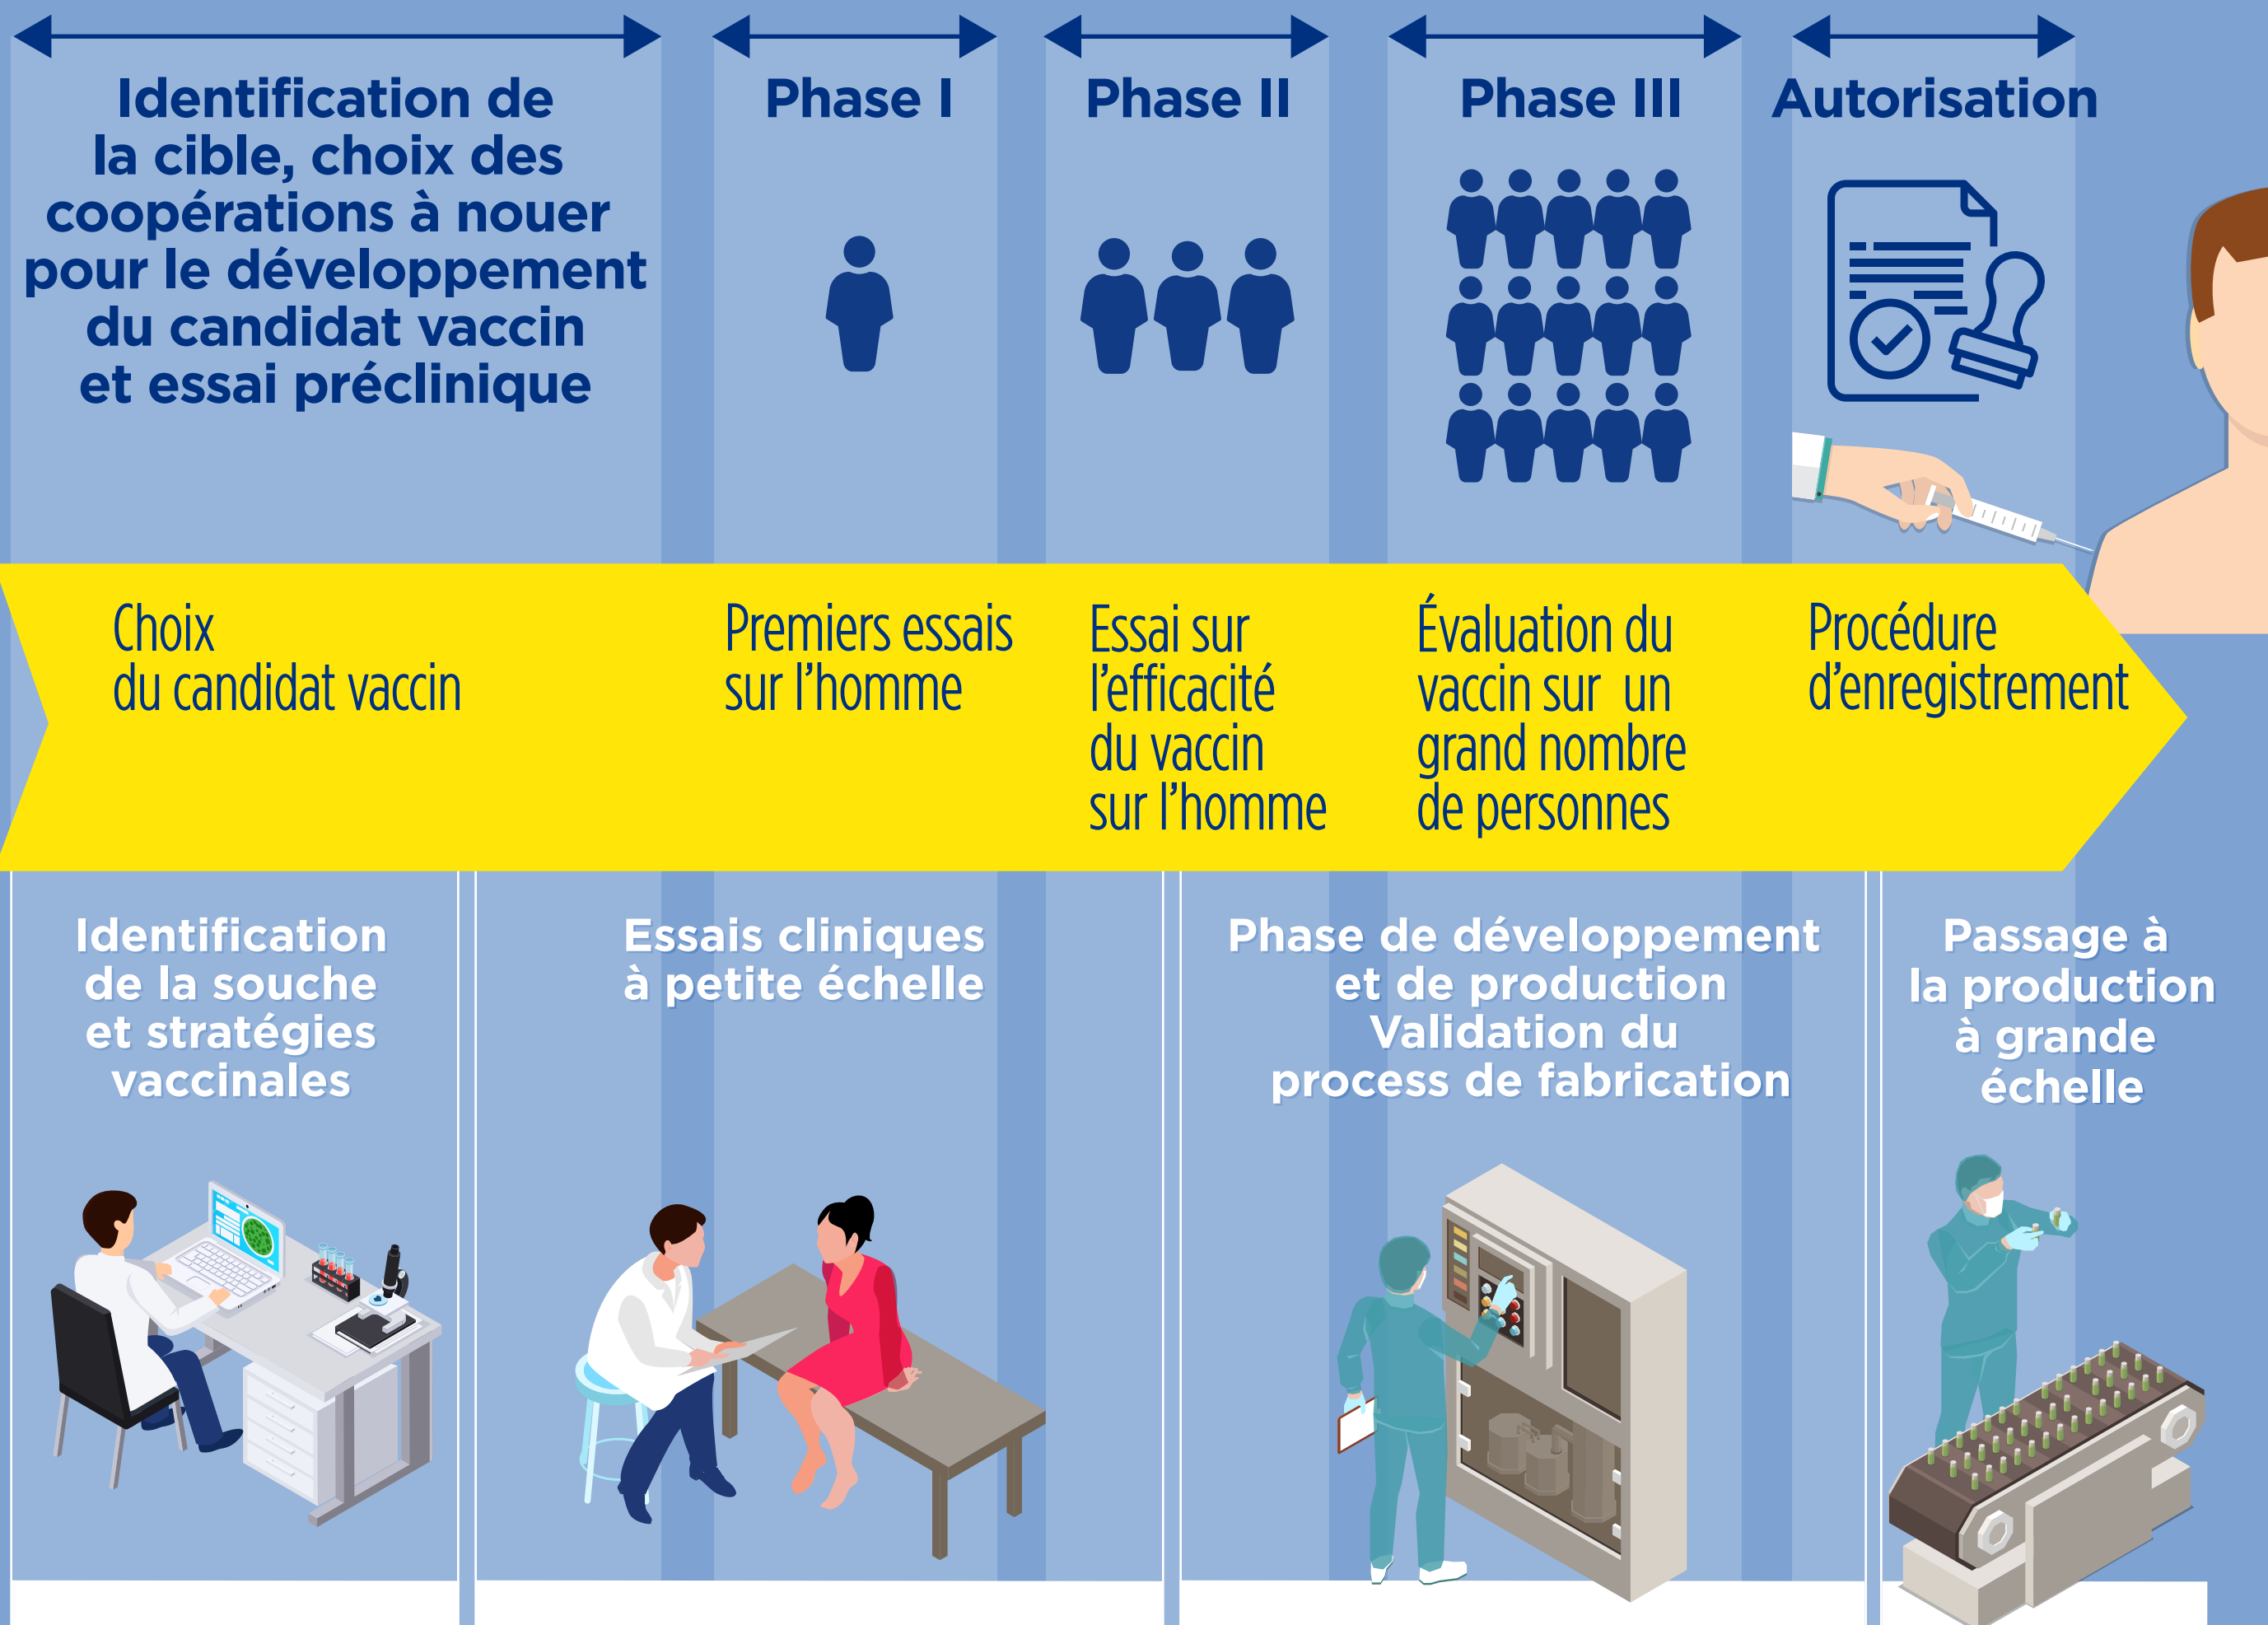 Identification de
la cible, choix des
coopérations à nouer
pour le développement
du candidat vaccin
et essai préclinique
Phase I
Phase II
Phase III
Autorisation
Choix
du candidat vaccin
Premiers essais
sur l'homme
Essai sur
l'efficacité
du vaccin
sur l'homme
Évaluation du
vaccin sur un
grand nombre
de personnes
Procédure
d'enregistrement
Identification
de la souche
et stratégies
vaccinales
Essais cliniques
à petite échelle
Phase de développement
et de production
Validation du
process de fabrication
Passage à
la production
à grande
échelle